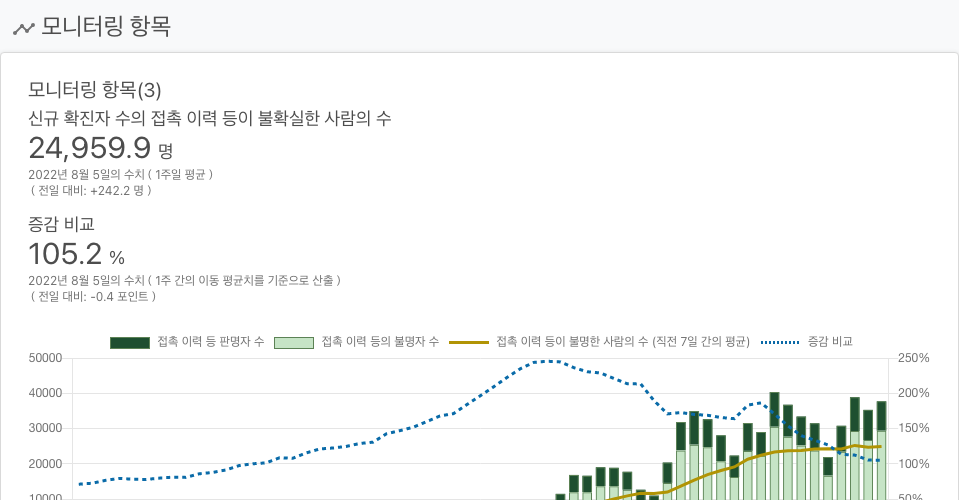 모니터링 항목
모니터링 항목(3)
신규 확진자 수의 접촉 이력 등이 불확실한 사람의 수
24,959.9 명
2022년 8월 5일의 수치 ( 1주일 평균 )
( 전일 대비: +242.2 명 )
증감 비교
105.2 %
2022년 8월 5일의 수치 ( 1주 간의 이동 평균치를 기준으로 산출 )
( 전일 대비: -0.4 포인트 )
접촉 이력 등 판명자 수 접촉 이력 등의 불명자 수 접촉 이력 등이 불명한 사람의 수 (직전 7일 간의 평균) 증감 비교
50000 250%
40000 200%
30000 150%
20000 100%
10000 50%